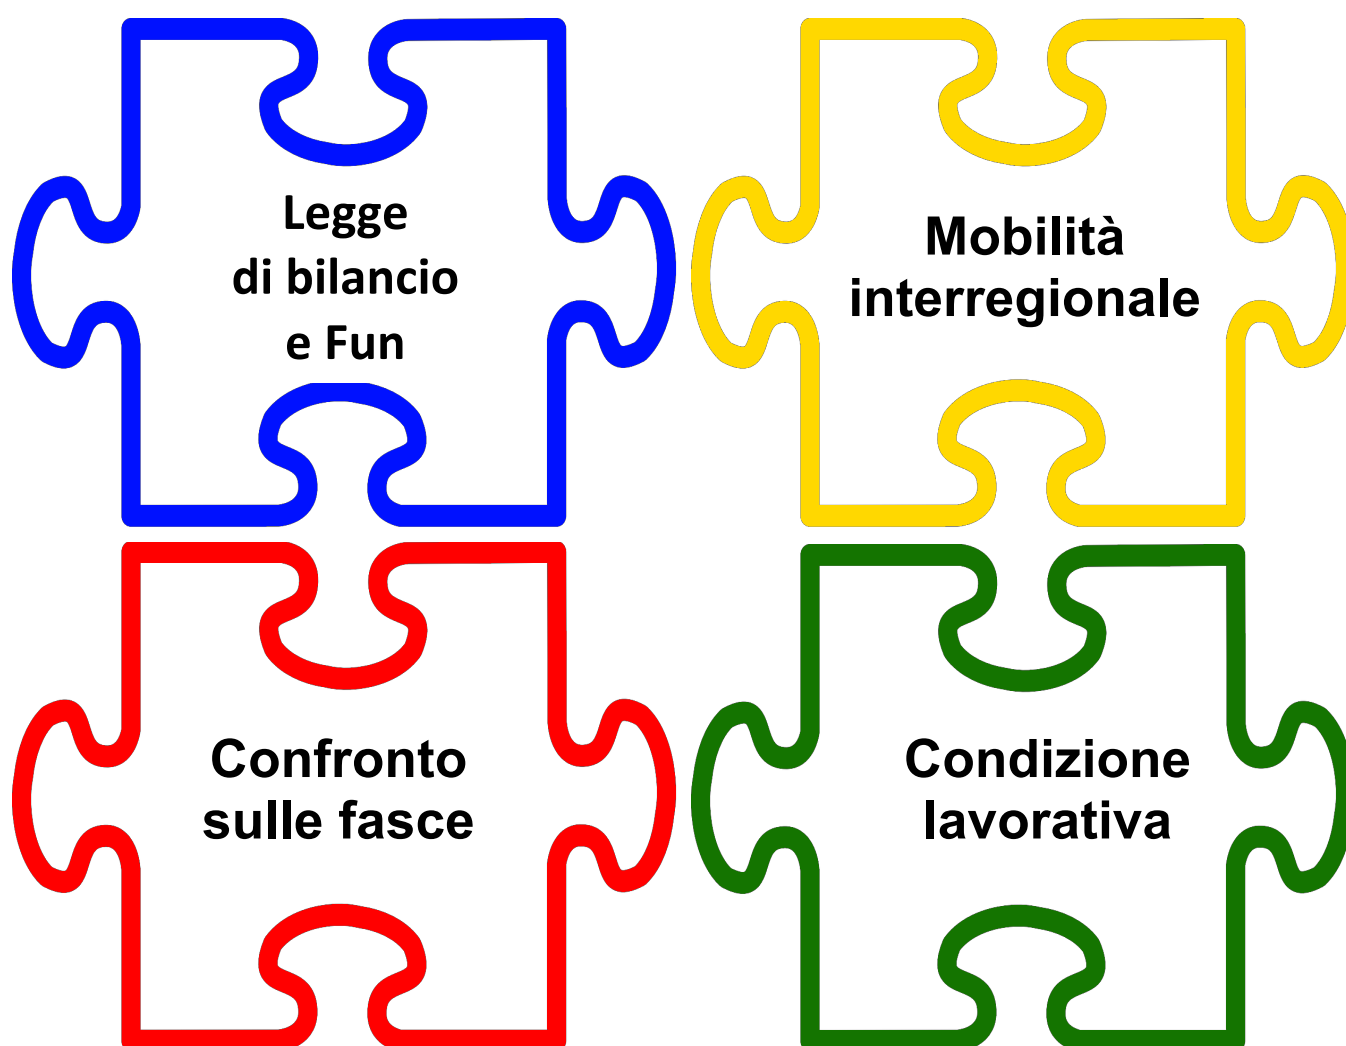 Legge
di bilancio
e Fun
Mobilità
interregionale
Confronto
sulle fasce
Condizione
lavorativa